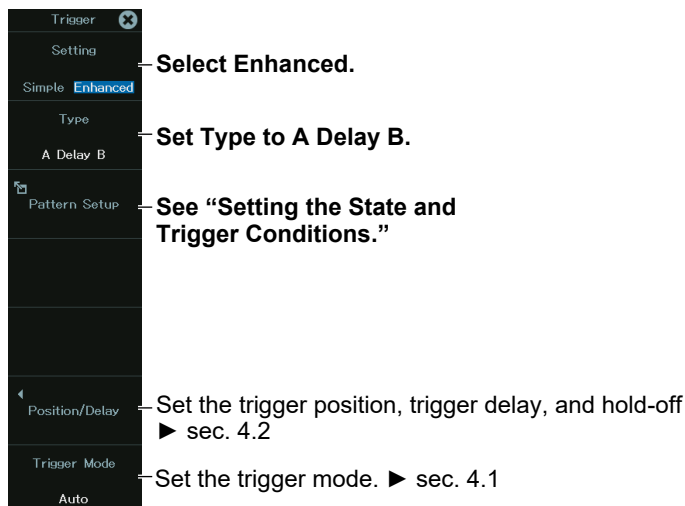 Trigger
Setting
Simple Enhanced
Select Enhanced.
Type
A Delay B
Set Type to A Delay B.
Pattern Setup
See “Setting the State and
Trigger Conditions.”
Position/Delay
Set the trigger position, trigger delay, and hold-off
► sec. 4.2
Trigger Mode
Auto
Set the trigger mode. ► sec. 4.1